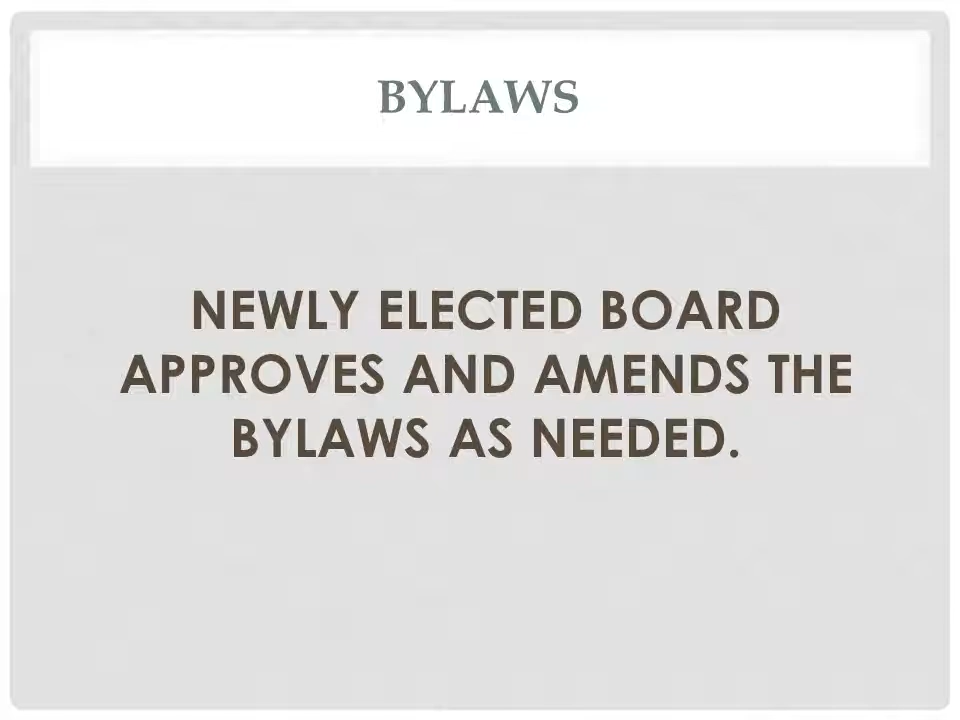 BYLAWS
NEWLY ELECTED BOARD
APPROVES AND AMENDS THE
BYLAWS AS NEEDED.